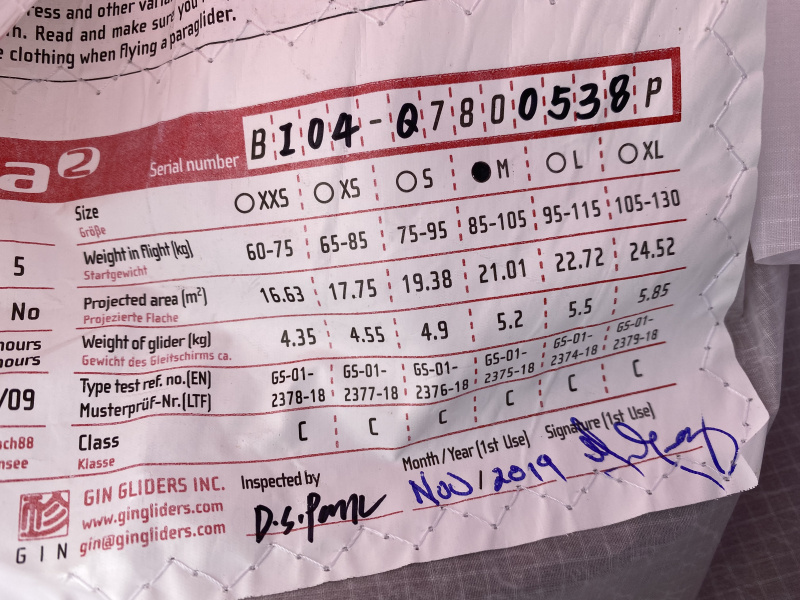 ress and other varia
h. Read and make sure you
clothing when flying a paraglider.
a2
Serial number BI04-Q7800538P
Size XXS XS S M L XL
Größe
Weight in flight (kg) 60-75 65-85 75-95 85-105 95-115 105-130
Startgewicht
Projected area (m²) 16.63 17.75 19.38 21.01 22.72 24.52
Projezierte Flache
Weight of glider (kg) 4.35 4.55 4.9 5.2 5.5 5.85
Gewicht des Gleitschirms ca.
Type test ref. no.(EN) GS-01- GS-01- GS-01- GS-01- GS-01- GS-01-
Musterprüf-Nr.(LTF) 2378-18 2377-18 2376-18 2375-18 2374-18 2379-18
Class C C C C C C
Klasse
5
No
hours
hours
/09
ach88
nsee
GIN GLIDERS INC.
www.gingliders.com
gin@gingliders.com
GIN
Inspected by
Month / Year (1st Use)
Nov / 2019
Signature (1st Use)